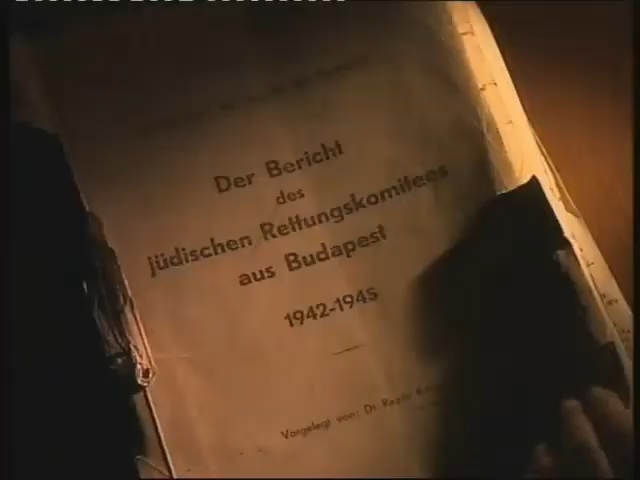 Der Bericht
des
jüdischen Rettungskomitees
aus Budapest
1942-1945
Vorgelegt von: Dr.